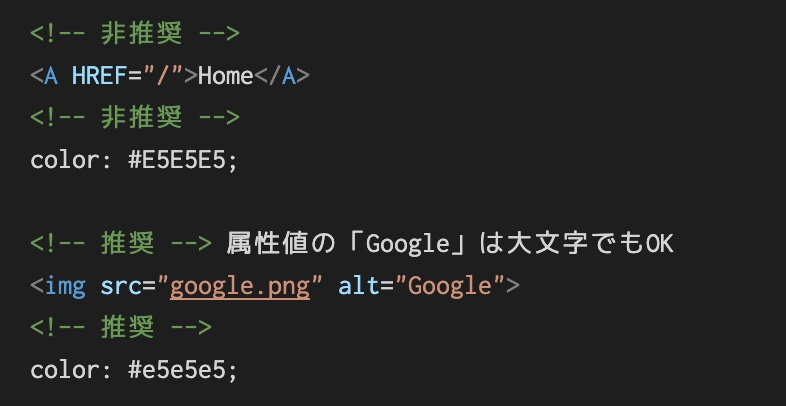 <!-- 非推奨 -->
<A HREF="/">Home</A>
<!-- 非推奨 -->
color: #E5E5E5;
<!-- 推奨 --> 属性値の「Google」は大文字でもOK
<img src="google.png" alt="Google">
<!-- 推奨 -->
color: #e5e5e5;